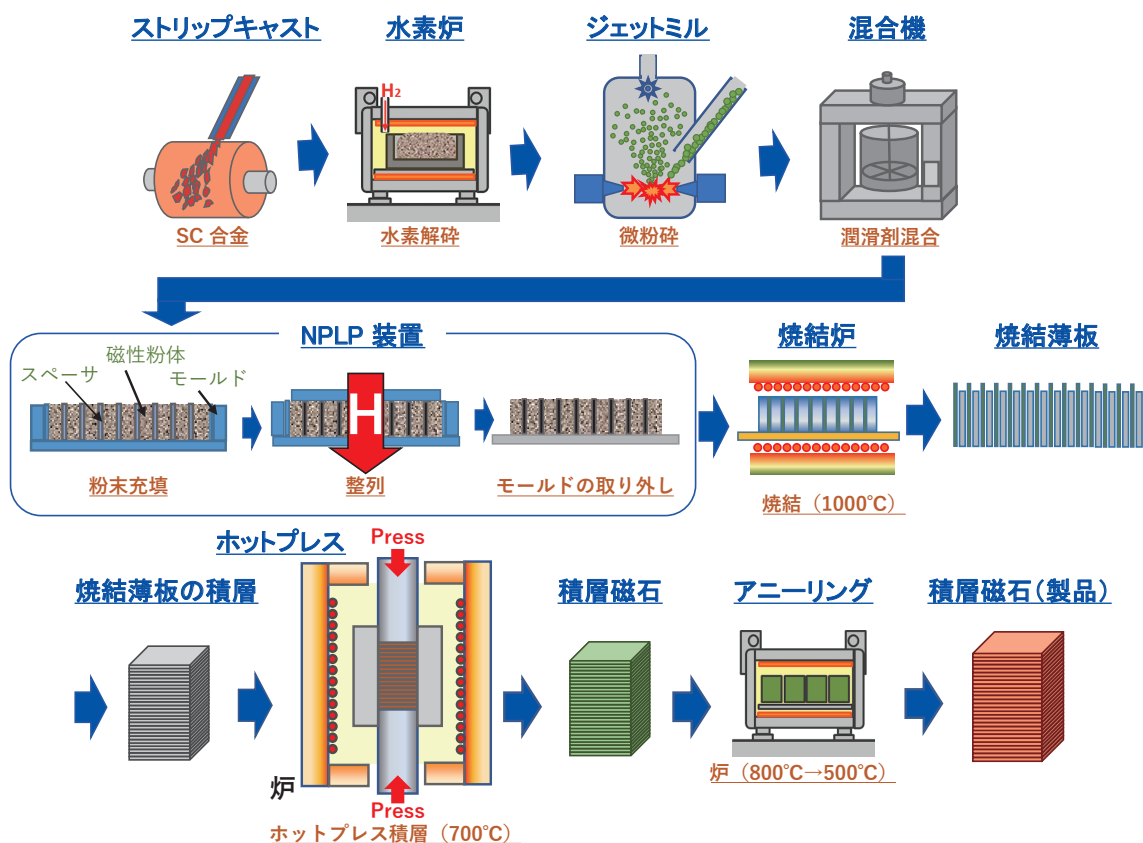 ストリップキャスト
水素炉
ジェットミル
混合機
H2
SC 合金
水素解砕
微粉砕
潤滑剤混合
NPLP 装置
焼結炉
焼結薄板
スペーサ
磁性粉体
モールド
H
粉末充填
整列
モールドの取り外し
焼結（1000℃）
ホットプレス
Press
焼結薄板の積層
積層磁石
アニーリング
積層磁石（製品）
炉
Press
炉（800℃→500℃）
ホットプレス積層（700℃）